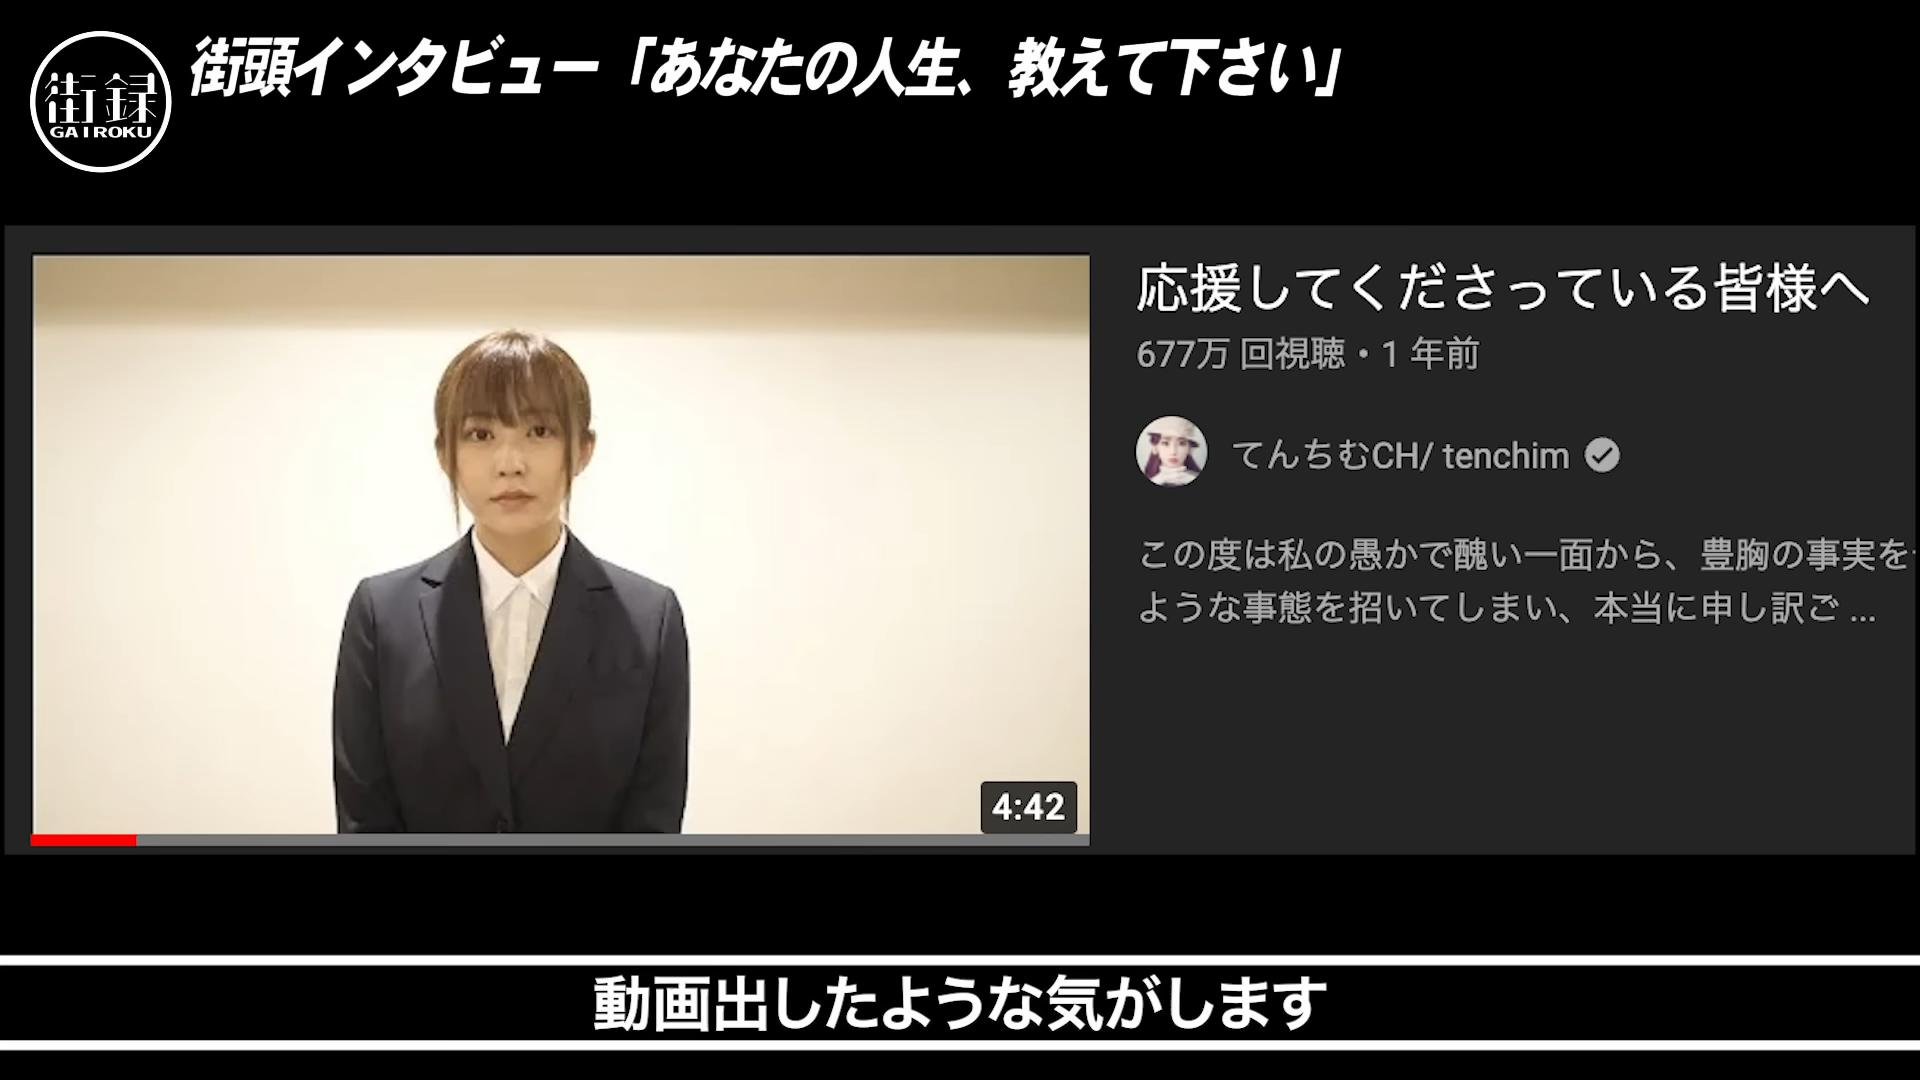 街録
GAIROKU
街頭インタビュー「あなたの人生、教えて下さい」
応援してくださっている皆様へ
677万 回視聴・1 年前
てんちむCH/ tenchim
この度は私の愚かで醜い一面から、豊胸の事実を
ような事態を招いてしまい、本当に申し訳ご ...
4:42
動画出したような気がします